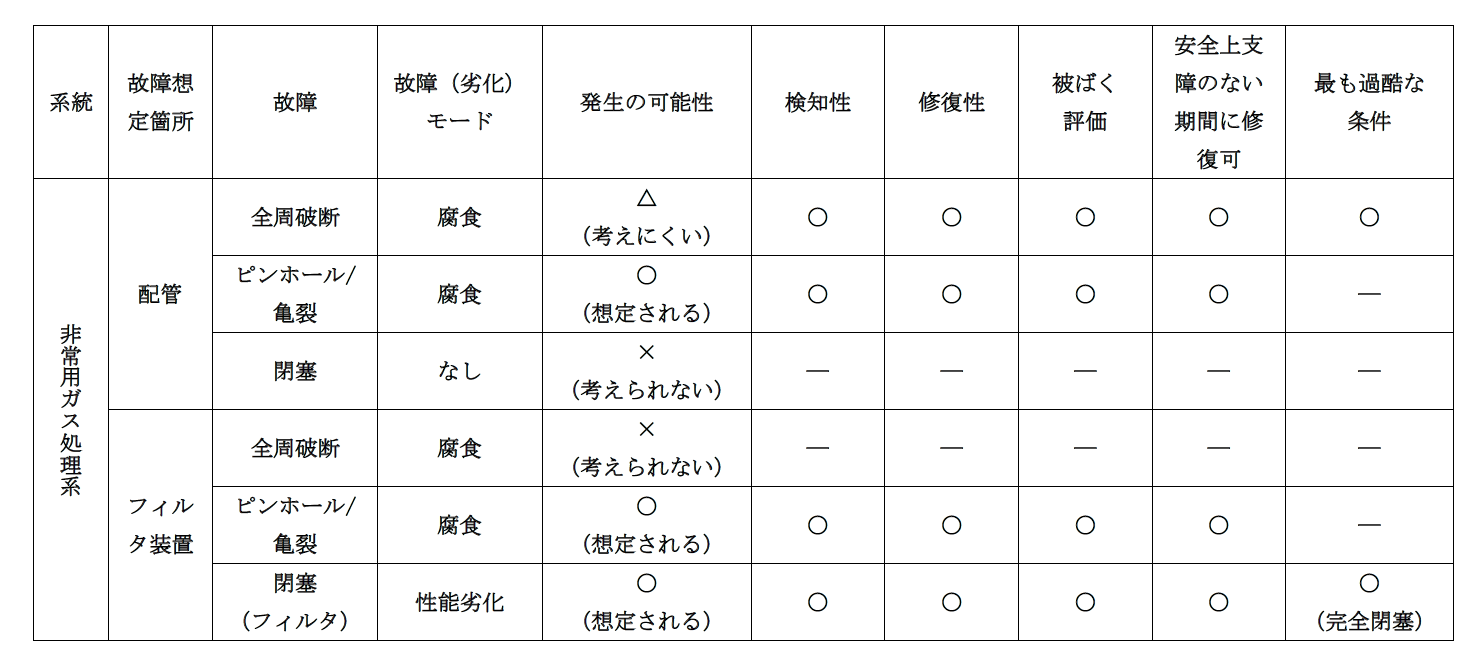 系統
故障想
定箇所
故障
故障（劣化）
モード
発生の可能性
検知性
修復性
被ばく
評価
安全上支
障のない
期間に修
復可
最も過酷な
条件
非常用ガス処理系
配管
全周破断
腐食
△
（考えにくい）
○
○
○
○
○
ピンホール/
亀裂
腐食
○
（想定される）
○
○
○
○
―
閉塞
なし
×
（考えられない）
―
―
―
―
―
フィル
タ装置
全周破断
腐食
×
（考えられない）
―
―
―
―
―
ピンホール/
亀裂
腐食
○
（想定される）
○
○
○
○
―
閉塞
（フィルタ）
性能劣化
○
（想定される）
○
○
○
○
○
（完全閉塞）